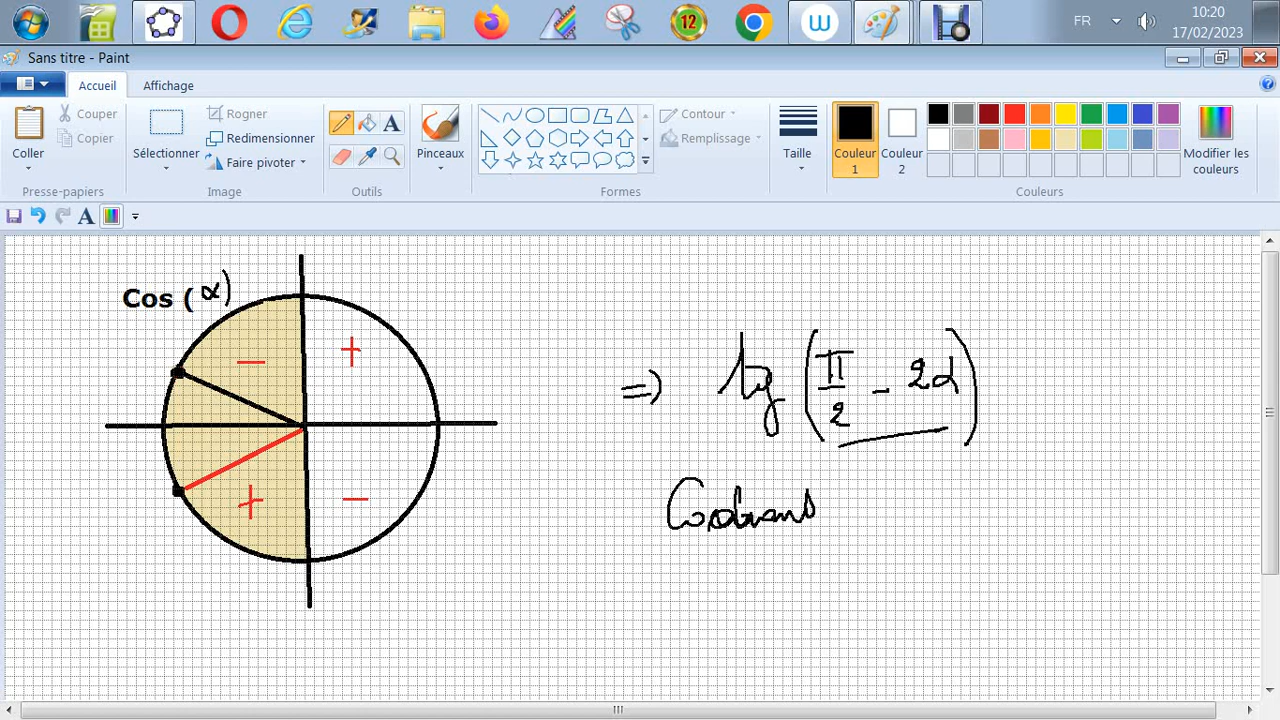 12
W
FR
10:20
17/02/2023
Sans titre - Paint
Accueil
Affichage
Coller
Couper
Copier
Presse-papiers
Sélectionner
Rogner
Redimensionner
Faire pivoter
Image
A
Outils
Pinceaux
Contour
Remplissage
Formes
Taille
Couleur 1
Couleur 2
Modifier les couleurs
Couleurs
A
Cos (α)
− +
+ −
⇒ tg (π/2 − 2α)